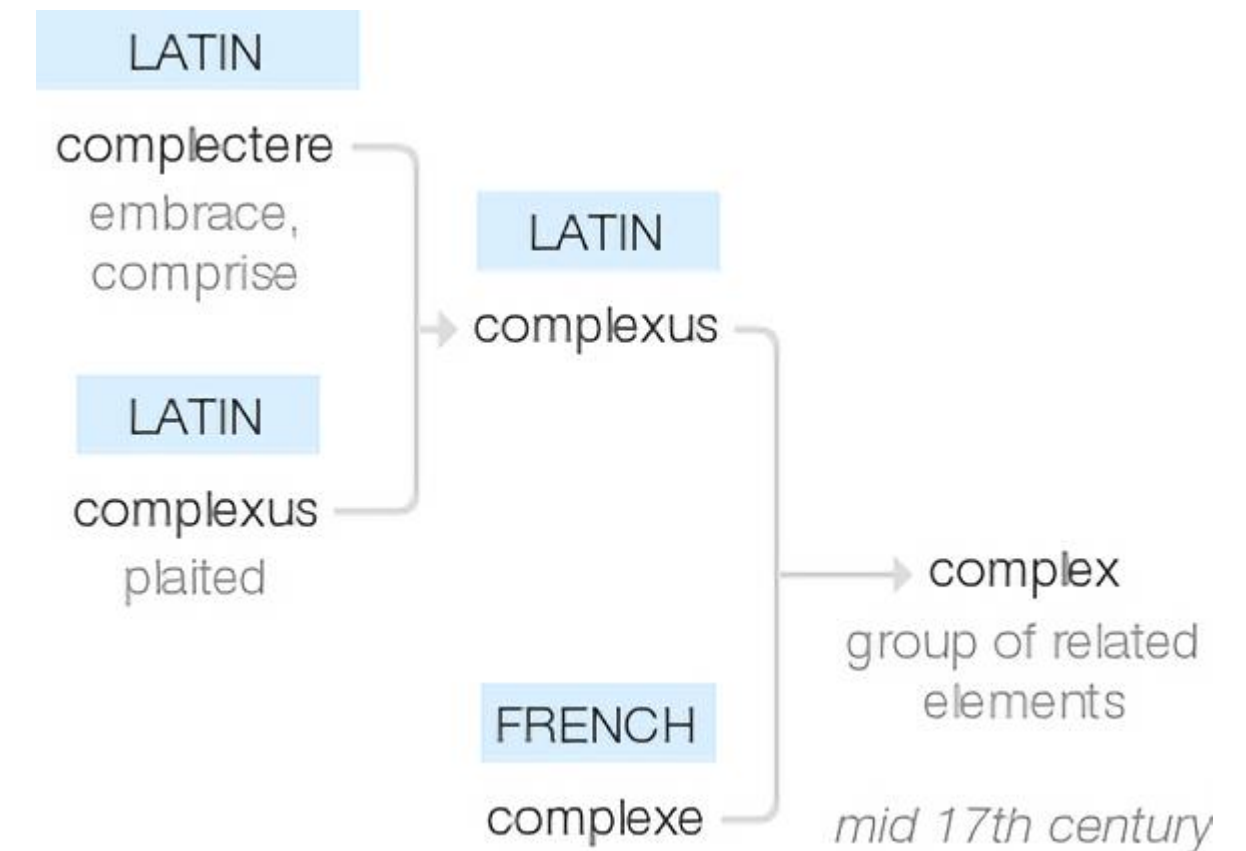 LATIN
complectere
embrace,
comprise
LATIN
complexus
plaited
LATIN
complexus
FRENCH
complexe
complex
group of related
elements
mid 17th century